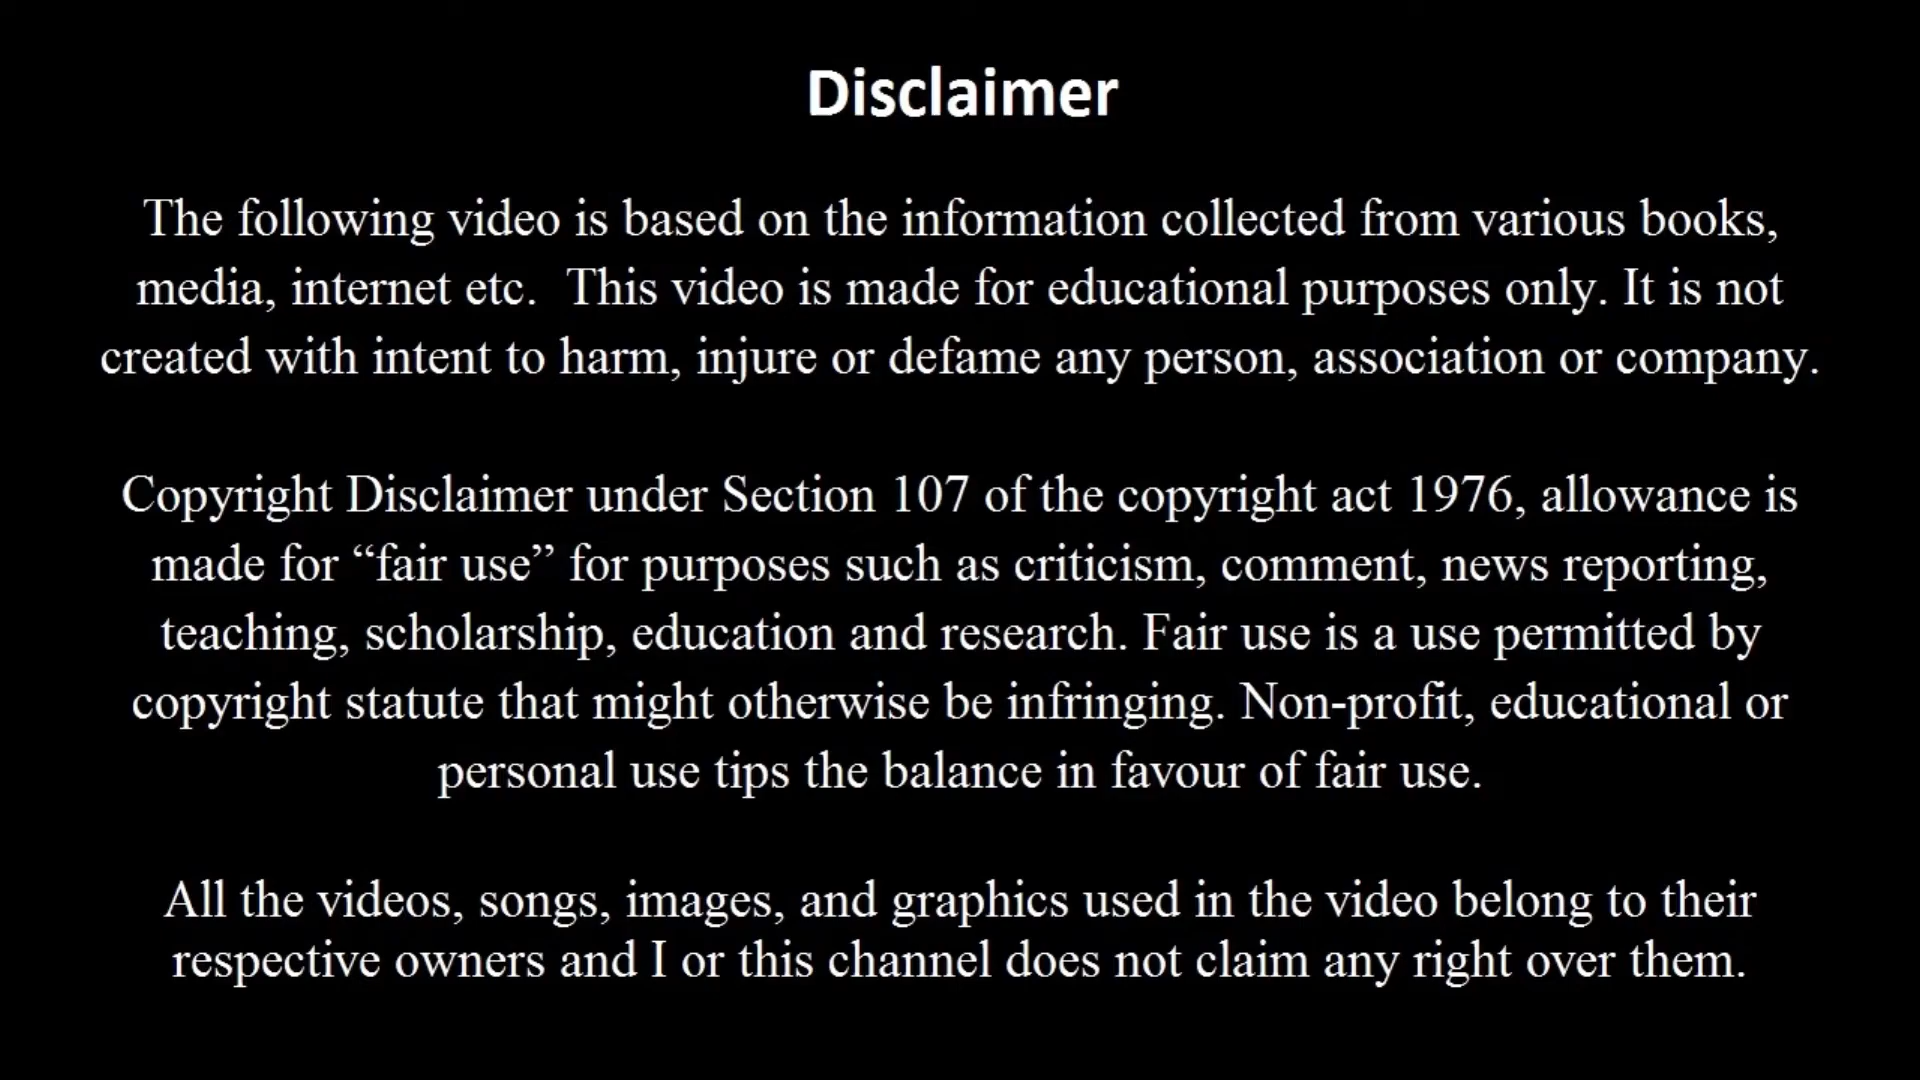 Disclaimer
The following video is based on the information collected from various books,
media, internet etc.  This video is made for educational purposes only. It is not
created with intent to harm, injure or defame any person, association or company.
Copyright Disclaimer under Section 107 of the copyright act 1976, allowance is
made for “fair use” for purposes such as criticism, comment, news reporting,
teaching, scholarship, education and research. Fair use is a use permitted by
copyright statute that might otherwise be infringing. Non-profit, educational or
personal use tips the balance in favour of fair use.
All the videos, songs, images, and graphics used in the video belong to their
respective owners and I or this channel does not claim any right over them.